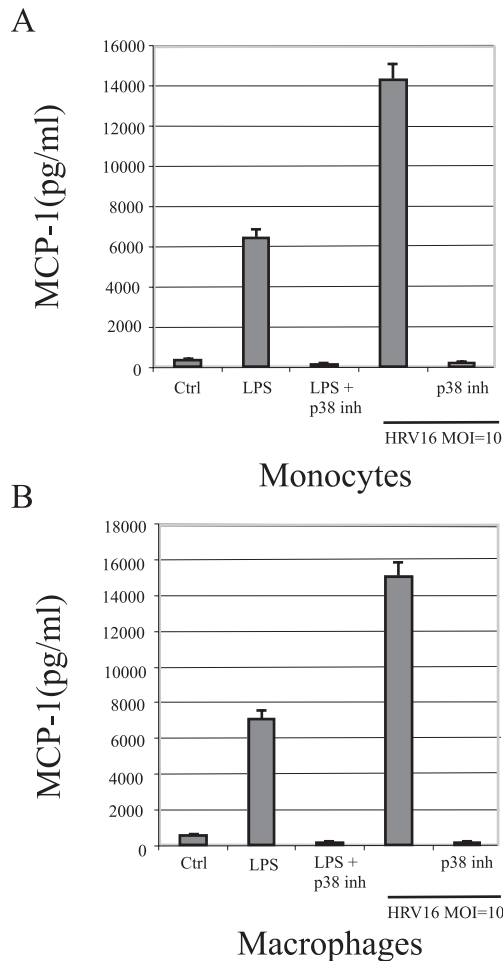 A
MCP-1(pg/ml)
16000
14000
12000
10000
8000
6000
4000
2000
0
Ctrl
LPS
LPS +
p38 inh
p38 inh
HRV16 MOI=10
Monocytes
B
MCP-1(pg/ml)
18000
16000
14000
12000
10000
8000
6000
4000
2000
0
Ctrl
LPS
LPS +
p38 inh
p38 inh
HRV16 MOI=10
Macrophages